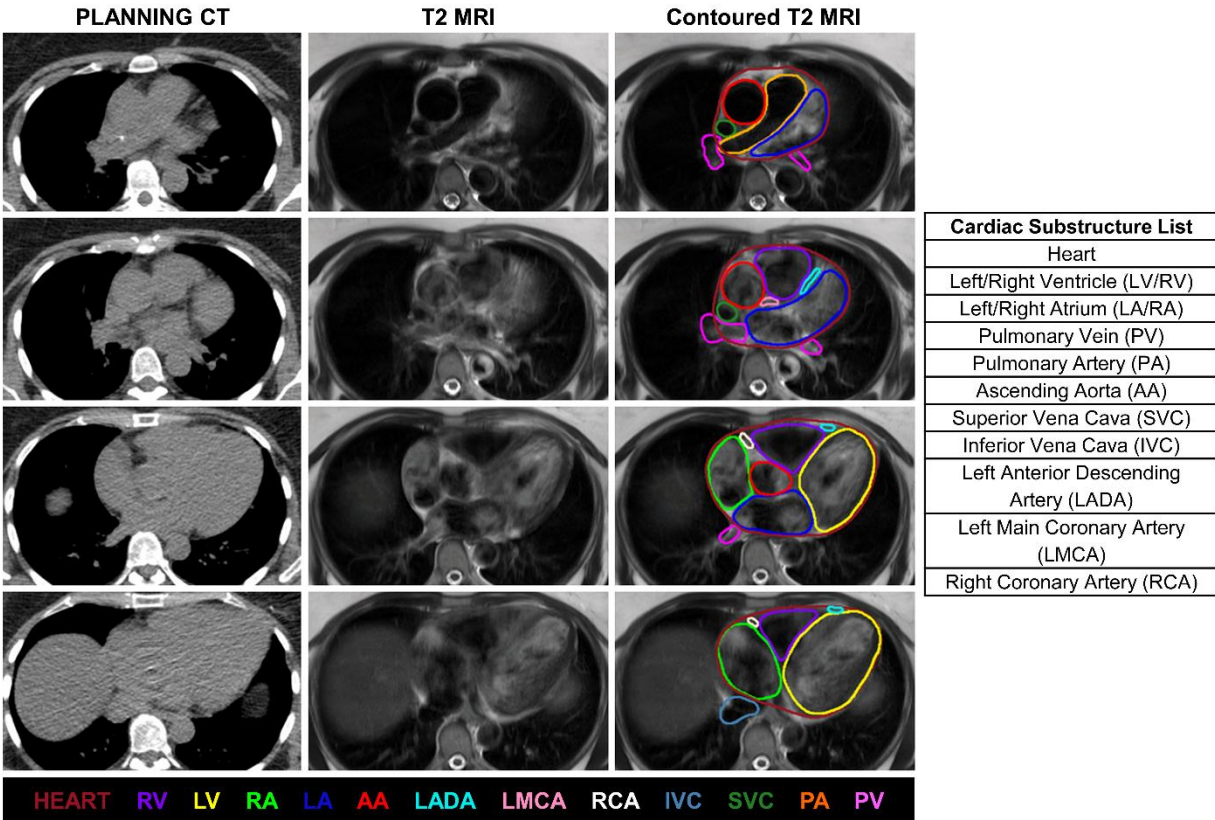 PLANNING CT
T2 MRI
Contoured T2 MRI
Cardiac Substructure List
Heart
Left/Right Ventricle (LV/RV)
Left/Right Atrium (LA/RA)
Pulmonary Vein (PV)
Pulmonary Artery (PA)
Ascending Aorta (AA)
Superior Vena Cava (SVC)
Inferior Vena Cava (IVC)
Left Anterior Descending
Artery (LADA)
Left Main Coronary Artery
(LMCA)
Right Coronary Artery (RCA)
HEART RV LV RA LA AA LADA LMCA RCA IVC SVC PA PV